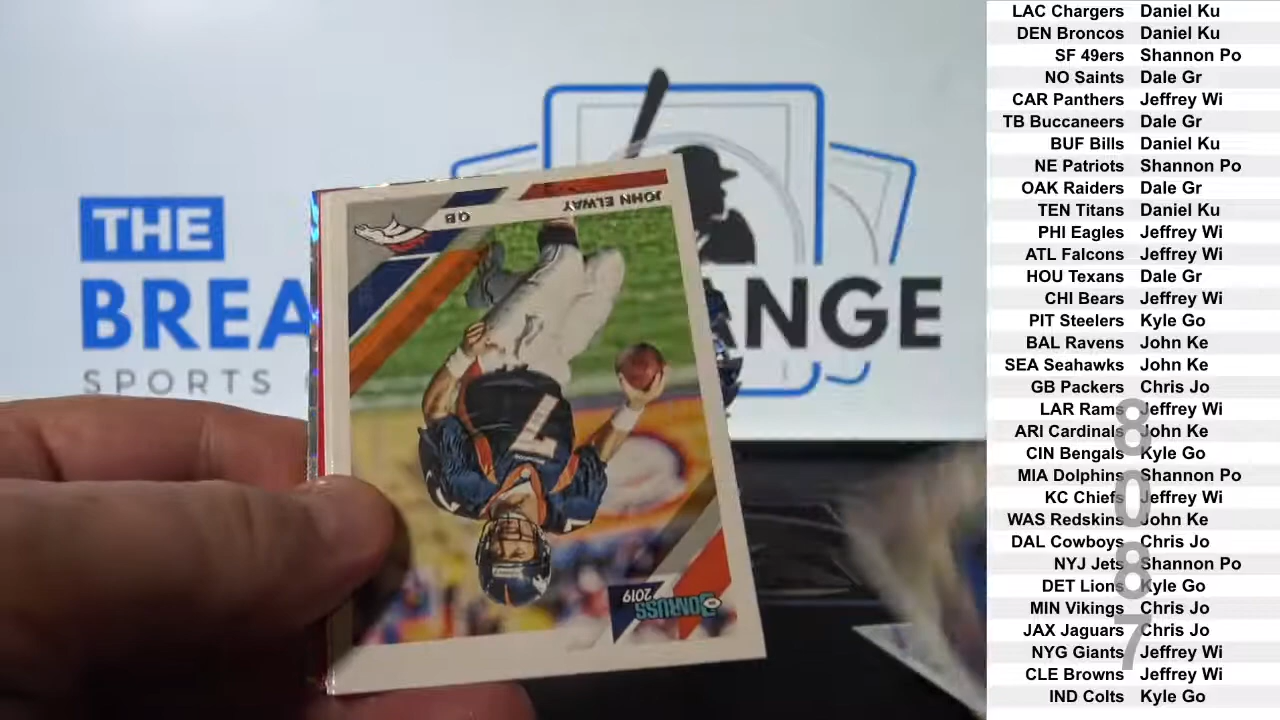 THE
BREA ANGE
SPORTS
JOHN ELWAY
QB
7
2019
DONRUSS
LAC Chargers Daniel Ku
DEN Broncos Daniel Ku
SF 49ers Shannon Po
NO Saints Dale Gr
CAR Panthers Jeffrey Wi
TB Buccaneers Dale Gr
BUF Bills Daniel Ku
NE Patriots Shannon Po
OAK Raiders Dale Gr
TEN Titans Daniel Ku
PHI Eagles Jeffrey Wi
ATL Falcons Jeffrey Wi
HOU Texans Dale Gr
CHI Bears Jeffrey Wi
PIT Steelers Kyle Go
BAL Ravens John Ke
SEA Seahawks John Ke
GB Packers Chris Jo
LAR Rams Jeffrey Wi
ARI Cardinals John Ke
CIN Bengals Kyle Go
MIA Dolphins Shannon Po
KC Chiefs Jeffrey Wi
WAS Redskins John Ke
DAL Cowboys Chris Jo
NYJ Jets Shannon Po
DET Lions Kyle Go
MIN Vikings Chris Jo
JAX Jaguars Chris Jo
NYG Giants Jeffrey Wi
CLE Browns Jeffrey Wi
IND Colts Kyle Go
8087